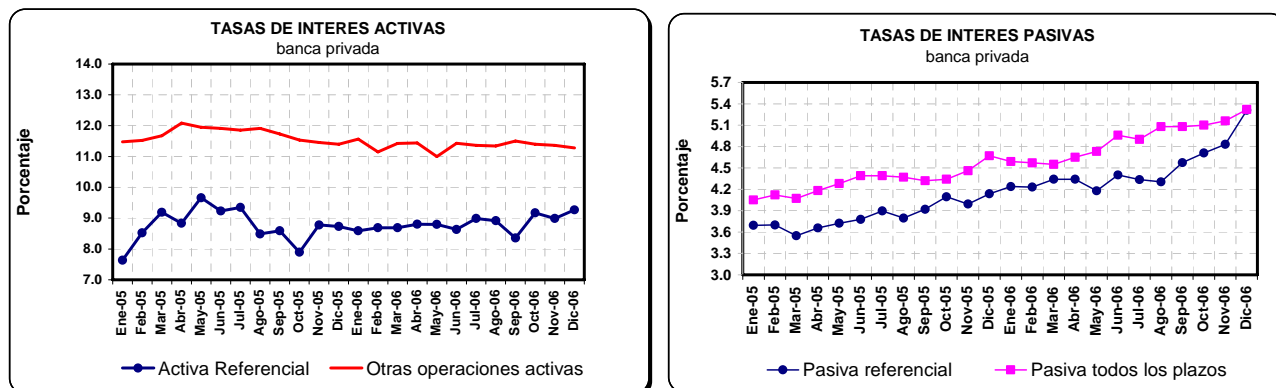 TASAS DE INTERES ACTIVAS
banca privada
Porcentaje
14.0
13.0
12.0
11.0
10.0
9.0
8.0
7.0
Ene-05
Feb-05
Mar-05
Abr-05
May-05
Jun-05
Jul-05
Ago-05
Sep-05
Oct-05
Nov-05
Dic-05
Ene-06
Feb-06
Mar-06
Abr-06
May-06
Jun-06
Jul-06
Ago-06
Sep-06
Oct-06
Nov-06
Dic-06
Activa Referencial
Otras operaciones activas
TASAS DE INTERES PASIVAS
banca privada
Porcentaje
5.7
5.4
5.1
4.8
4.5
4.2
3.9
3.6
3.3
3.0
Ene-05
Feb-05
Mar-05
Abr-05
May-05
Jun-05
Jul-05
Ago-05
Sep-05
Oct-05
Nov-05
Dic-05
Ene-06
Feb-06
Mar-06
Abr-06
May-06
Jun-06
Jul-06
Ago-06
Sep-06
Oct-06
Nov-06
Dic-06
Pasiva referencial
Pasiva todos los plazos